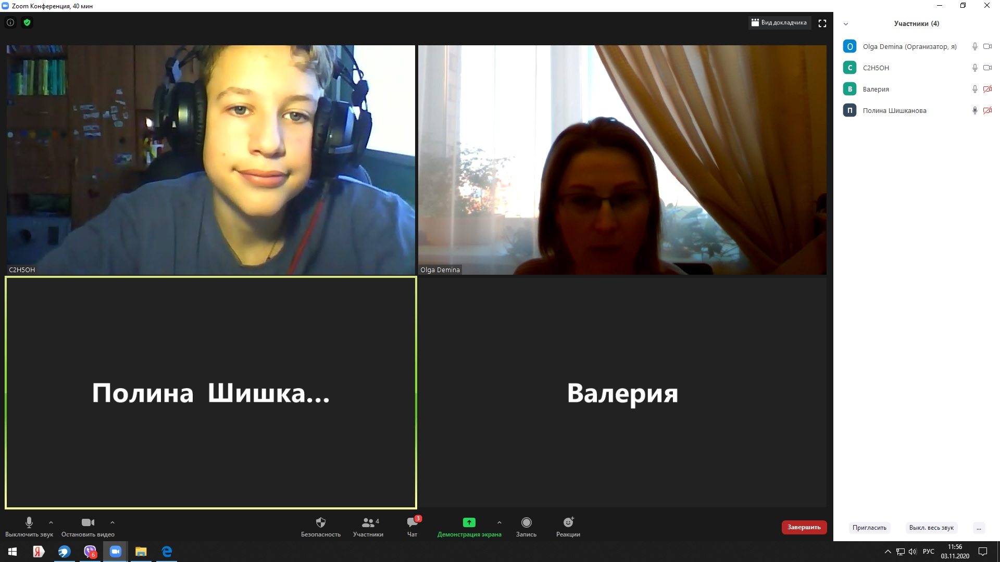 Zoom Конференция, 40 мин
Вид докладчика
C2H5OH
Olga Demina
Полина Шишка...
Валерия
Участники (4)
O Olga Demina (Организатор, я)
C C2H5OH
В Валерия
П Полина Шишканова
Выключить звук
Остановить видео
Безопасность
4
Участники
3
Чат
Демонстрация экрана
Запись
Реакции
Завершить
Пригласить
Выкл. весь звук
...
Я
6
РУС
11:56
03.11.2020